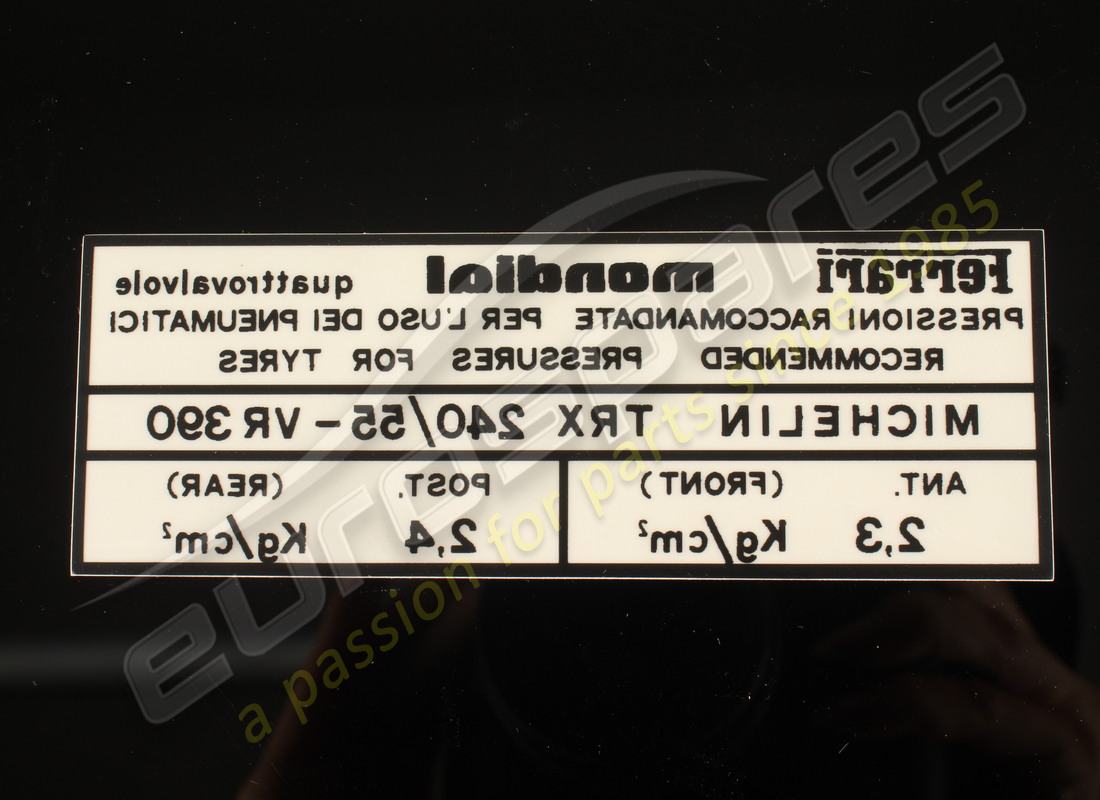 Ferrari mondial quattrovalvole
PRESSIONI RACCOMANDATE PER L'USO DEI PNEUMATICI
RECOMMENDED PRESSURES FOR TYRES
MICHELIN TRX 240/55 - VR 390
ANT. (FRONT) POST. (REAR)
2,3 Kg/cm² 2,4 Kg/cm²
eurospares
a passion for parts since 1985